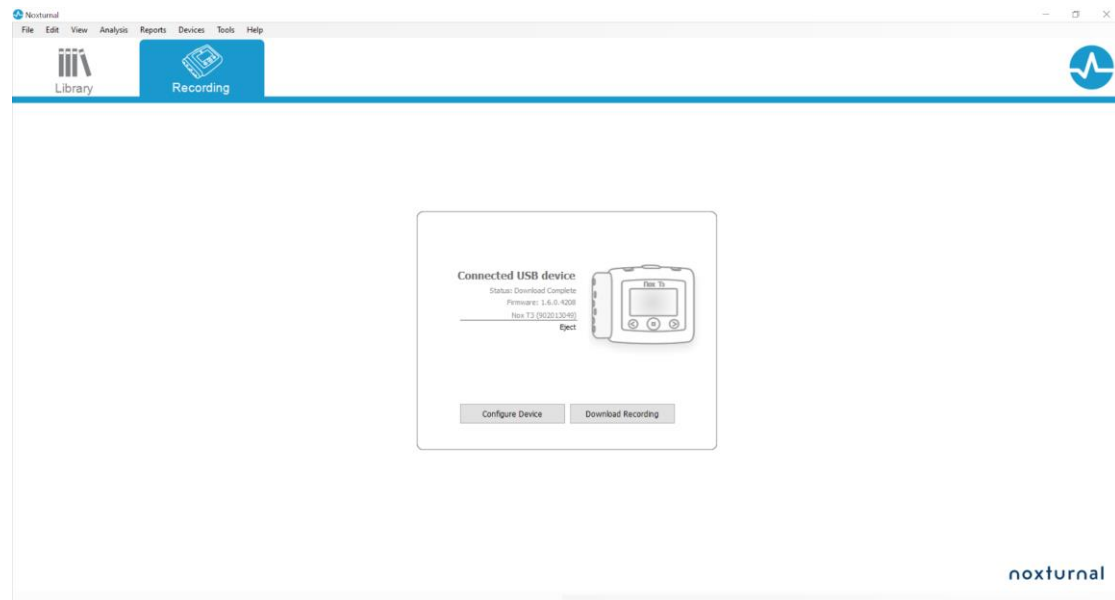 Noxturnal
File Edit View Analysis Reports Devices Tools Help
Library
Recording
Connected USB device
Status: Download Complete
Firmware: 1.6.0.4208
Nox T3 (902013049)
Eject
Nox T3
Configure Device Download Recording
noxturnal